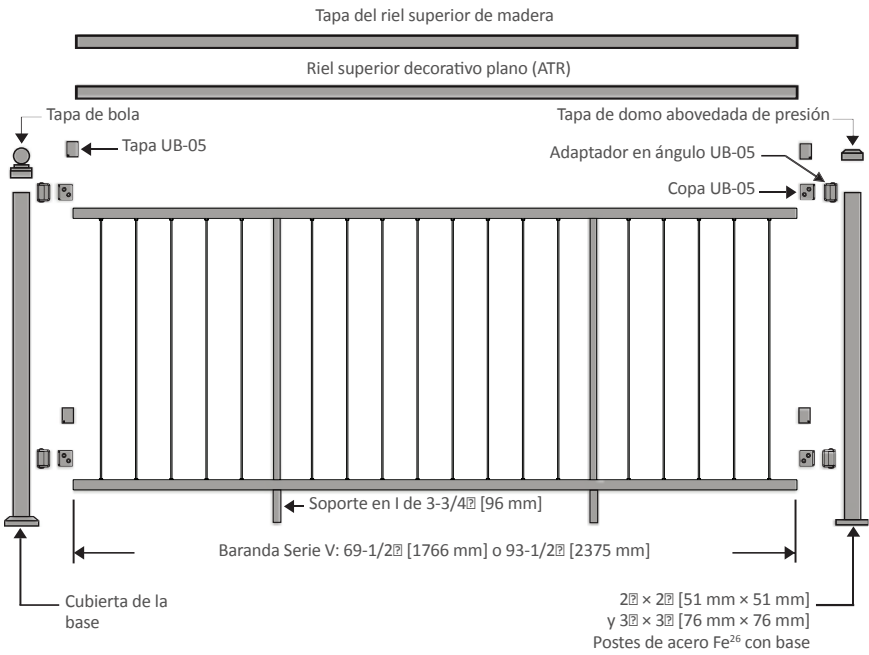 Tapa del riel superior de madera
Riel superior decorativo plano (ATR)
Tapa de bola
Tapa de domo abovedada de presión
Tapa UB-05
Adaptador en ángulo UB-05
Copa UB-05
Soporte en I de 3-3/4⍰ [96 mm]
Baranda Serie V: 69-1/2⍰ [1766 mm] o 93-1/2⍰ [2375 mm]
Cubierta de la
base
2⍰ × 2⍰ [51 mm × 51 mm]
y 3⍰ × 3⍰ [76 mm × 76 mm]
Postes de acero Fe²⁶ con base